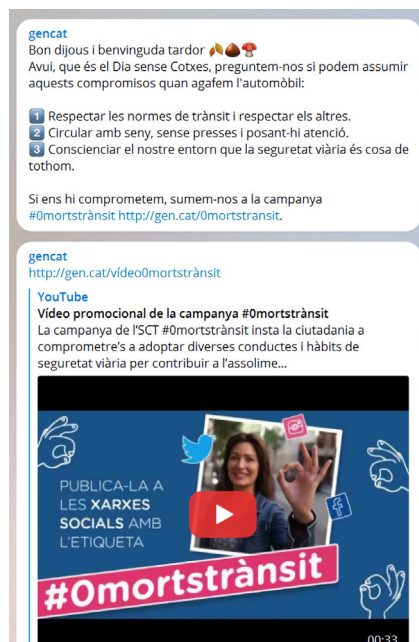 gencat
Bon dijous i benvinguda tardor 🍂🌰🍄
Avui, que és el Dia sense Cotxes, preguntem-nos si podem assumir
aquests compromisos quan agafem l'automòbil:
1 Respectar les normes de trànsit i respectar els altres.
2 Circular amb seny, sense presses i posant-hi atenció.
3 Conscienciar el nostre entorn que la seguretat viària és cosa de
tothom.
Si ens hi comprometem, sumem-nos a la campanya
#0mortstrànsit http://gen.cat/0mortstransit.
gencat
http://gen.cat/vídeo0mortstrànsit
YouTube
Vídeo promocional de la campanya #0mortstrànsit
La campanya de l'SCT #0mortstrànsit insta la ciutadania a
comprometre's a adoptar diverses conductes i hàbits de
seguretat viària per contribuir a l'assolime...
PUBLICA-LA A
LES XARXES
SOCIALS AMB
L'ETIQUETA
#0mortstrànsit
00:33